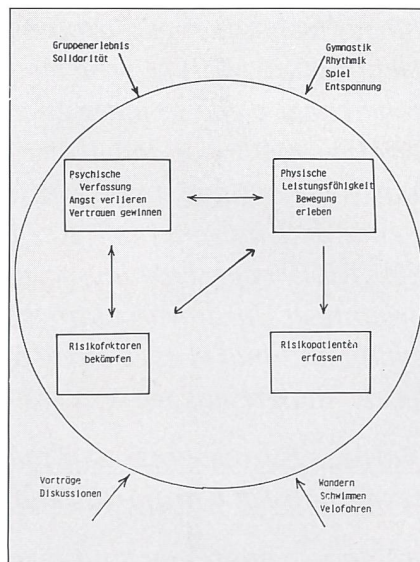 Gruppenerlebnis
Solidarität
Gymnastik
Rhythmik
Spiel
Entspannung
Psychische
Verfassung
Angst verlieren
Vertrauen gewinnen
Physische
Leistungsfähigkeit
Bewegung
erleben
Risikofaktoren
bekämpfen
Risikopatienten
erfassen
Vorträge
Diskussionen
Wandern
Schwimmen
Velofahren